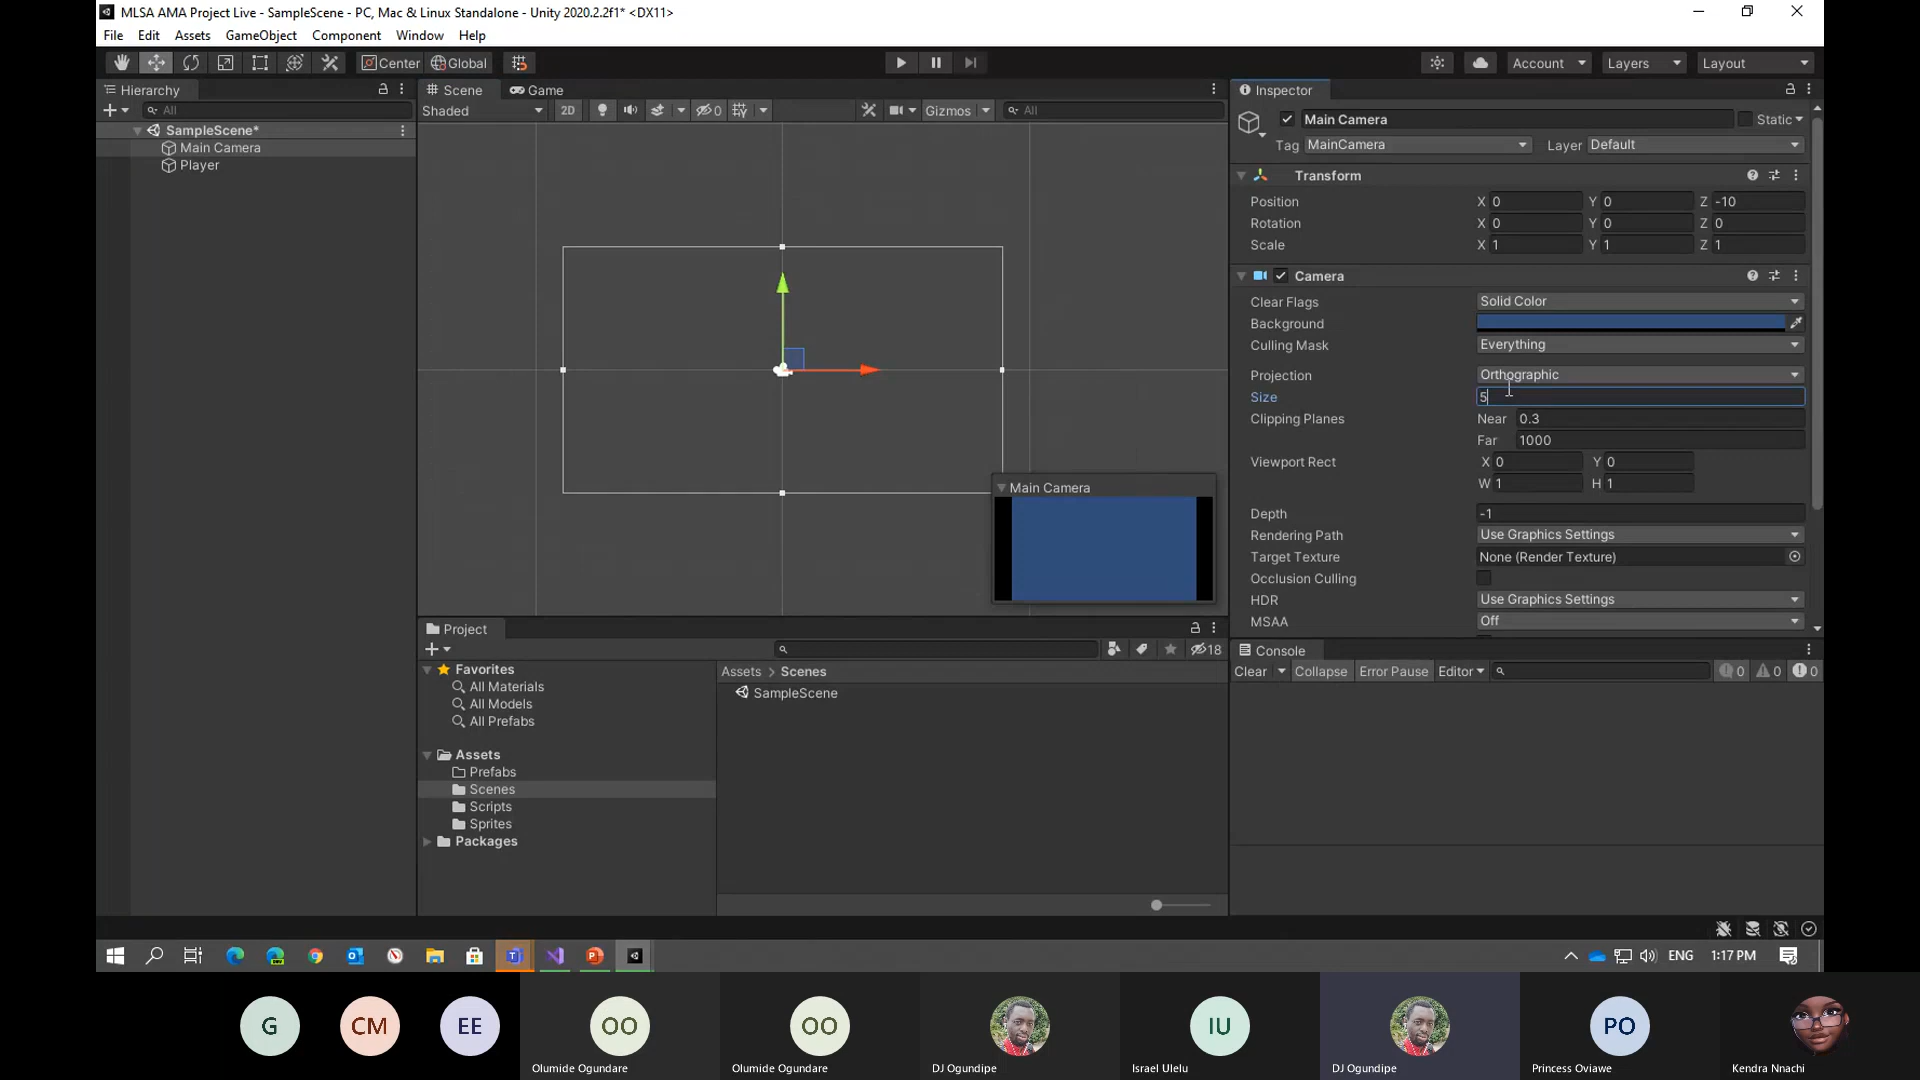 MLSA AMA Project Live - SampleScene - PC, Mac & Linux Standalone - Unity 2020.2.2f1* <DX11>
File Edit Assets GameObject Component Window Help
Center Global Account Layers Layout
Hierarchy
All
SampleScene*
Main Camera
Player
Scene Game
Shaded 2D 0 Gizmos All
Main Camera
Inspector
Main Camera Static
Tag MainCamera Layer Default
Transform
Position X 0 Y 0 Z -10
Rotation X 0 Y 0 Z 0
Scale X 1 Y 1 Z 1
Camera
Clear Flags Solid Color
Background
Culling Mask Everything
Projection Orthographic
Size 5
Clipping Planes Near 0.3
Far 1000
Viewport Rect X 0 Y 0
W 1 H 1
Depth -1
Rendering Path Use Graphics Settings
Target Texture None (Render Texture)
Occlusion Culling
HDR Use Graphics Settings
MSAA Off
Project
18
Favorites
All Materials
All Models
All Prefabs
Assets
Prefabs
Scenes
Scripts
Sprites
Packages
Assets > Scenes
SampleScene
Console
Clear Collapse Error Pause Editor 0 0 0
ENG 1:17 PM
G CM EE OO OO IU PO
Olumide Ogundare Olumide Ogundare DJ Ogundipe Israel Ulelu DJ Ogundipe Princess Oviawe Kendra Nnachi